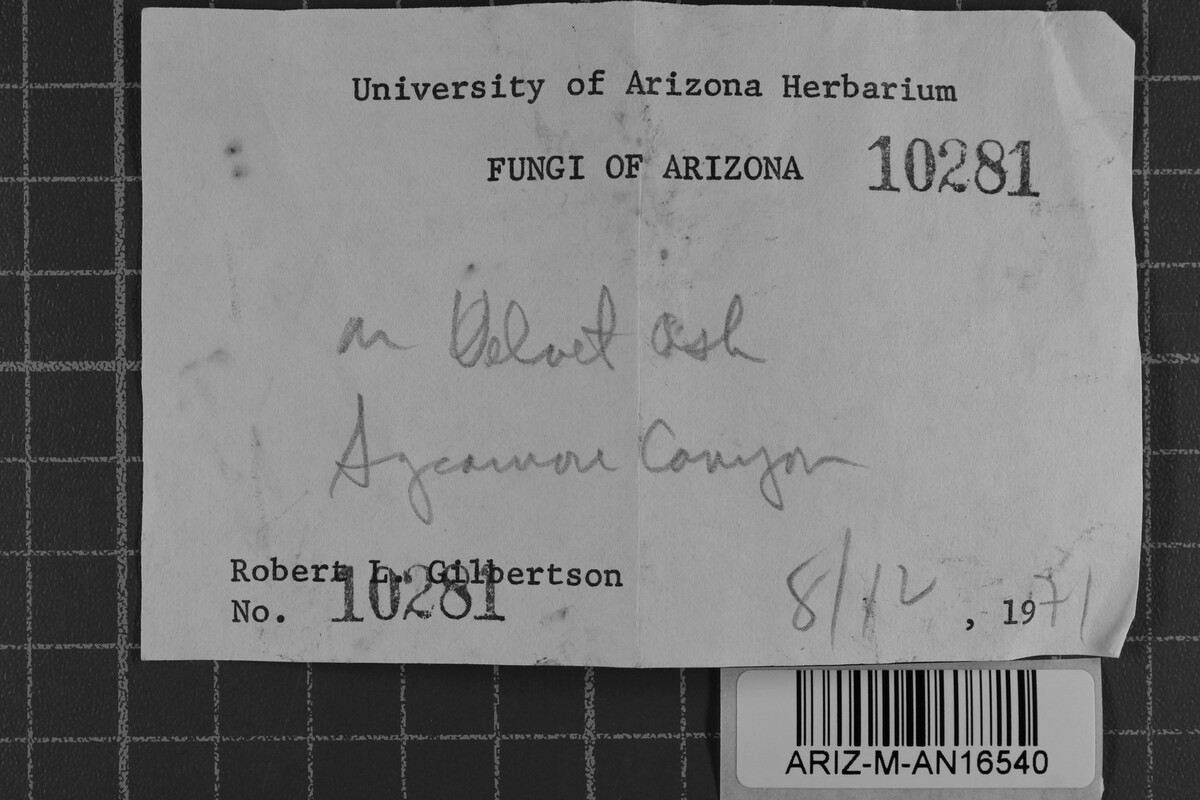 University of Arizona Herbarium
FUNGI OF ARIZONA 10281
on Velvet ash
Sycamore Canyon
Robert L. Gilbertson
No. 10281 8/12, 1971
ARIZ-M-AN16540